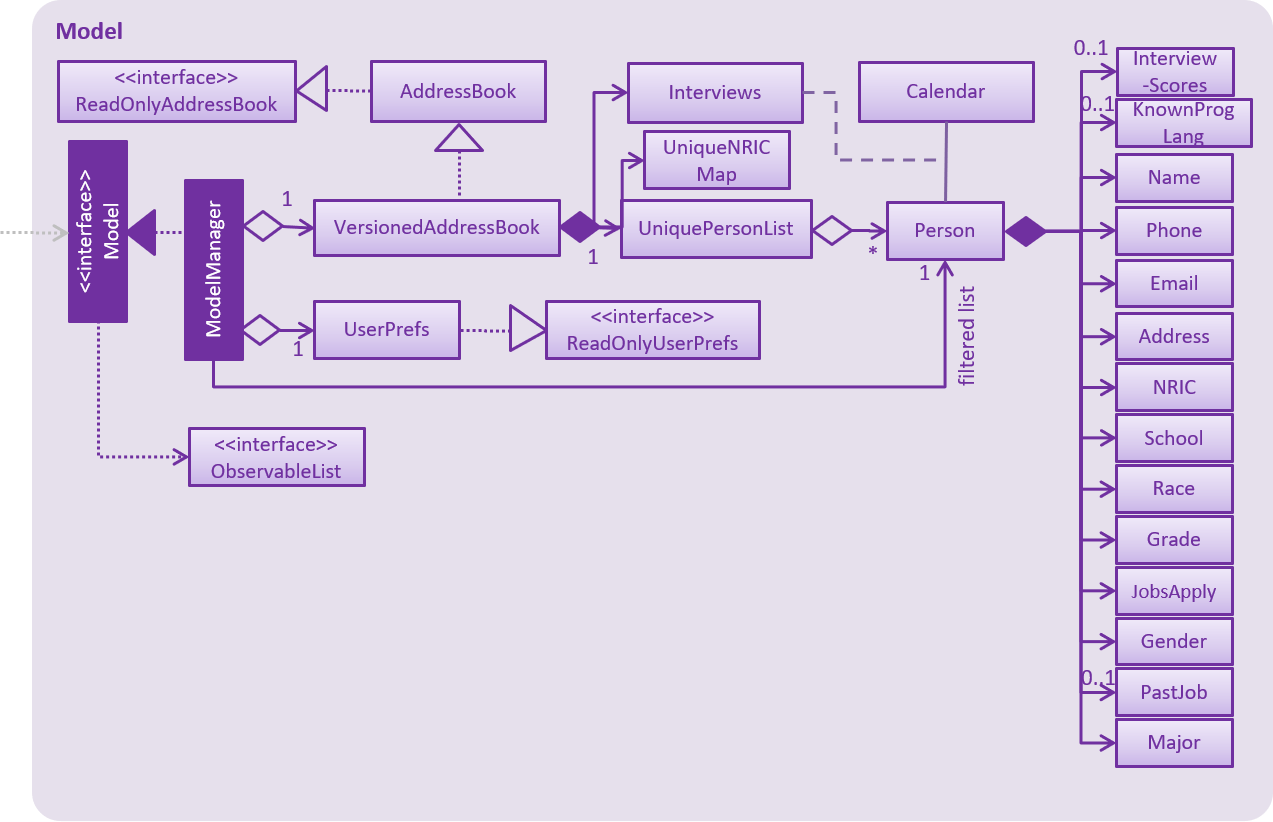 Model
<<interface>>
ReadOnlyAddressBook
AddressBook
Interviews
Calendar
UniqueNRIC
Map
<<interface>>
Model
ModelManager
1
VersionedAddressBook
1
UniquePersonList
*
Person
1
filtered list
1
UserPrefs
<<interface>>
ReadOnlyUserPrefs
<<interface>>
ObservableList
0..1
Interview
-Scores
0..1
KnownProg
Lang
Name
Phone
Email
Address
NRIC
School
Race
Grade
JobsApply
Gender
0..1
PastJob
Major